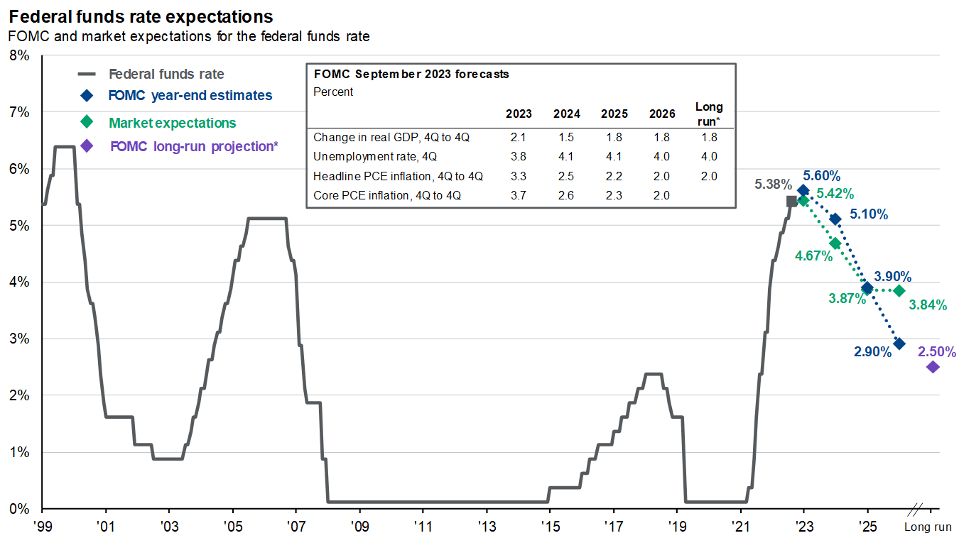 Federal funds rate expectations
FOMC and market expectations for the federal funds rate
8%
7%
6%
5%
4%
3%
2%
1%
0%
Federal funds rate
FOMC year-end estimates
Market expectations
FOMC long-run projection*
FOMC September 2023 forecasts
Percent
2023 2024 2025 2026 Long run*
Change in real GDP, 4Q to 4Q 2.1 1.5 1.8 1.8 1.8
Unemployment rate, 4Q 3.8 4.1 4.1 4.0 4.0
Headline PCE inflation, 4Q to 4Q 3.3 2.5 2.2 2.0 2.0
Core PCE inflation, 4Q to 4Q 3.7 2.6 2.3 2.0
5.38%
5.60%
5.42%
5.10%
4.67%
3.90%
3.87%
3.84%
2.90%
2.50%
'99 '01 '03 '05 '07 '09 '11 '13 '15 '17 '19 '21 '23 '25 Long run